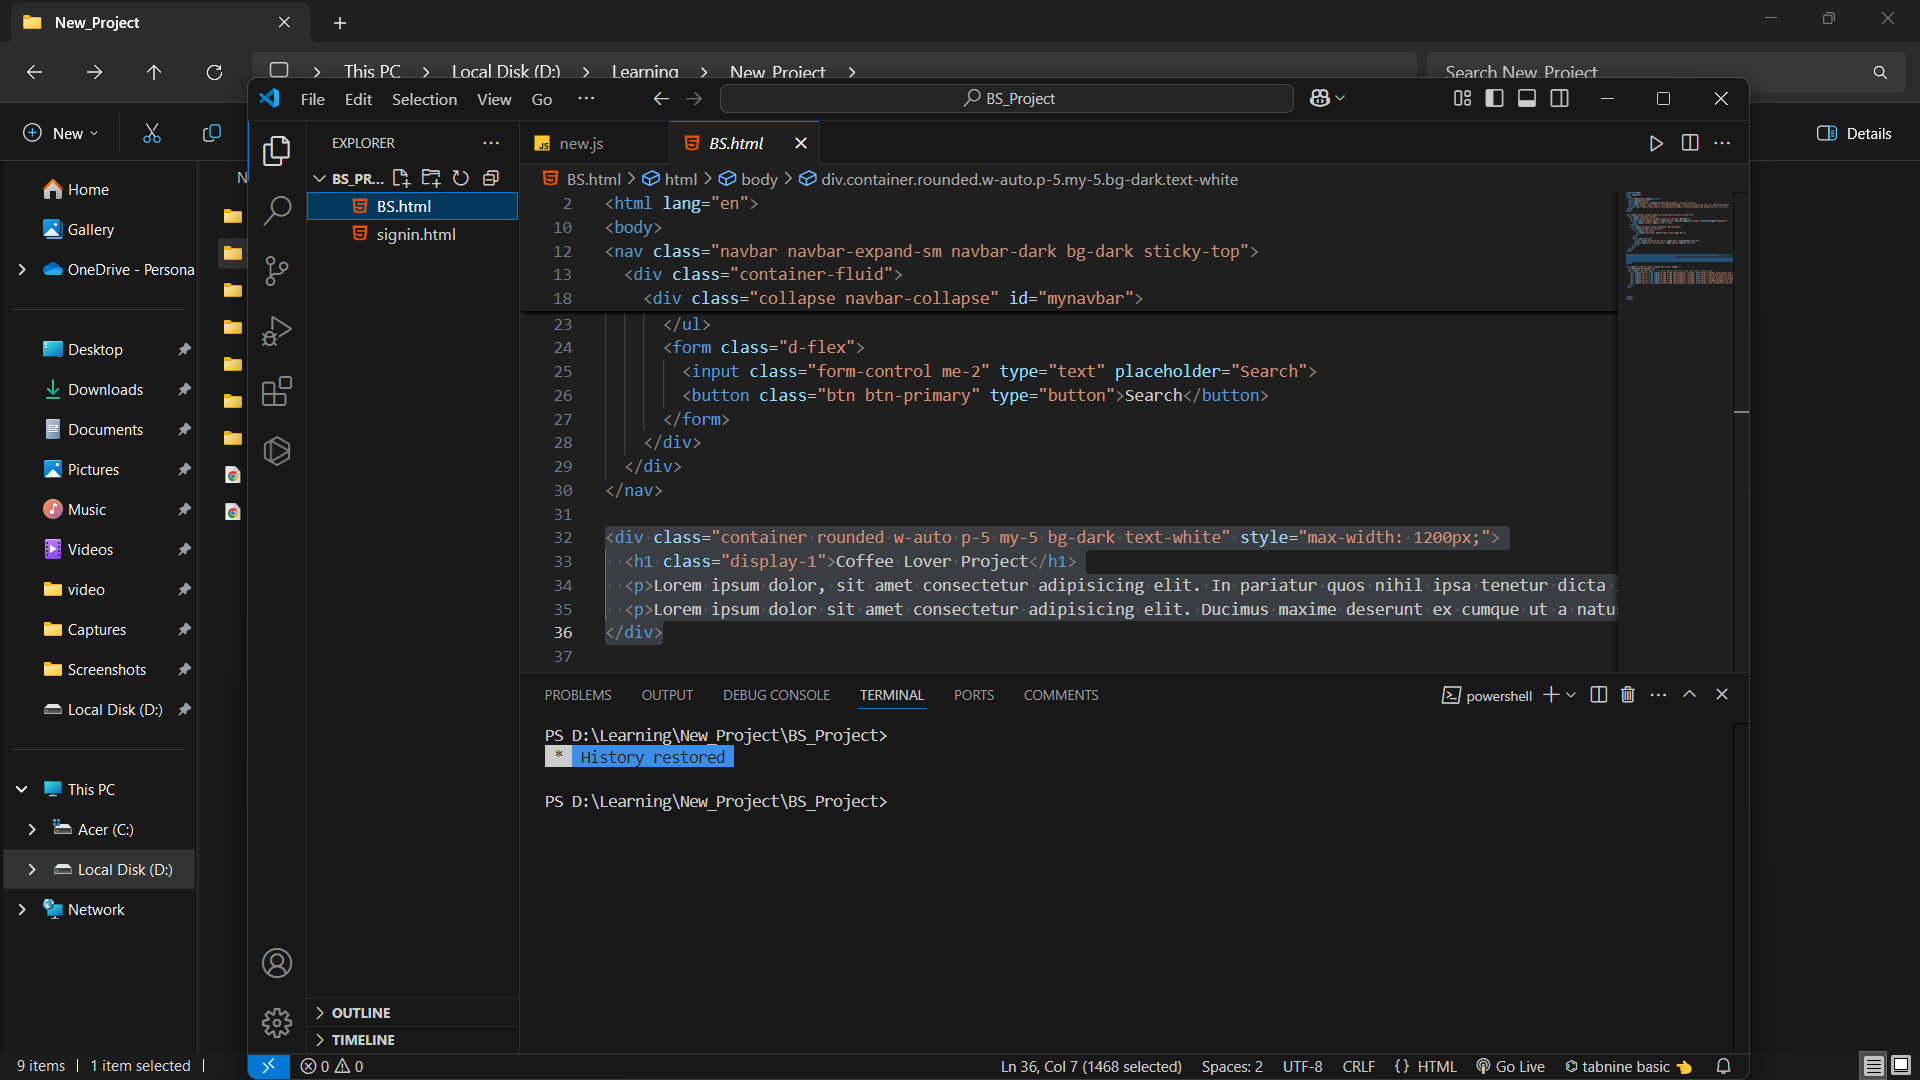 New_Project
This PC
Local Disk (D:)
Learning
New_Project
Search New_Project
New
Details
Home
Gallery
OneDrive - Persona
Desktop
Downloads
Documents
Pictures
Music
Videos
video
Captures
Screenshots
Local Disk (D:)
This PC
Acer (C:)
Local Disk (D:)
Network
9 items
1 item selected
N
File Edit Selection View Go ···
BS_Project
EXPLORER
BS_PR...
BS.html
signin.html
OUTLINE
TIMELINE
new.js
BS.html
BS.html > html > body > div.container.rounded.w-auto.p-5.my-5.bg-dark.text-white
2 <html lang="en">
10 <body>
12 <nav class="navbar navbar-expand-sm navbar-dark bg-dark sticky-top">
13 <div class="container-fluid">
18 <div class="collapse navbar-collapse" id="mynavbar">
23 </ul>
24 <form class="d-flex">
25 <input class="form-control me-2" type="text" placeholder="Search">
26 <button class="btn btn-primary" type="button">Search</button>
27 </form>
28 </div>
29 </div>
30 </nav>
31
32 <div class="container rounded w-auto p-5 my-5 bg-dark text-white" style="max-width: 1200px;">
33 <h1 class="display-1">Coffee Lover Project</h1>
34 <p>Lorem ipsum dolor, sit amet consectetur adipisicing elit. In pariatur quos nihil ipsa tenetur dicta
35 <p>Lorem ipsum dolor sit amet consectetur adipisicing elit. Ducimus maxime deserunt ex cumque ut a natu
36 </div>
37
PROBLEMS OUTPUT DEBUG CONSOLE TERMINAL PORTS COMMENTS
powershell
PS D:\Learning\New_Project\BS_Project>
* History restored
PS D:\Learning\New_Project\BS_Project>
0 0
Ln 36, Col 7 (1468 selected) Spaces: 2 UTF-8 CRLF {} HTML Go Live tabnine basic